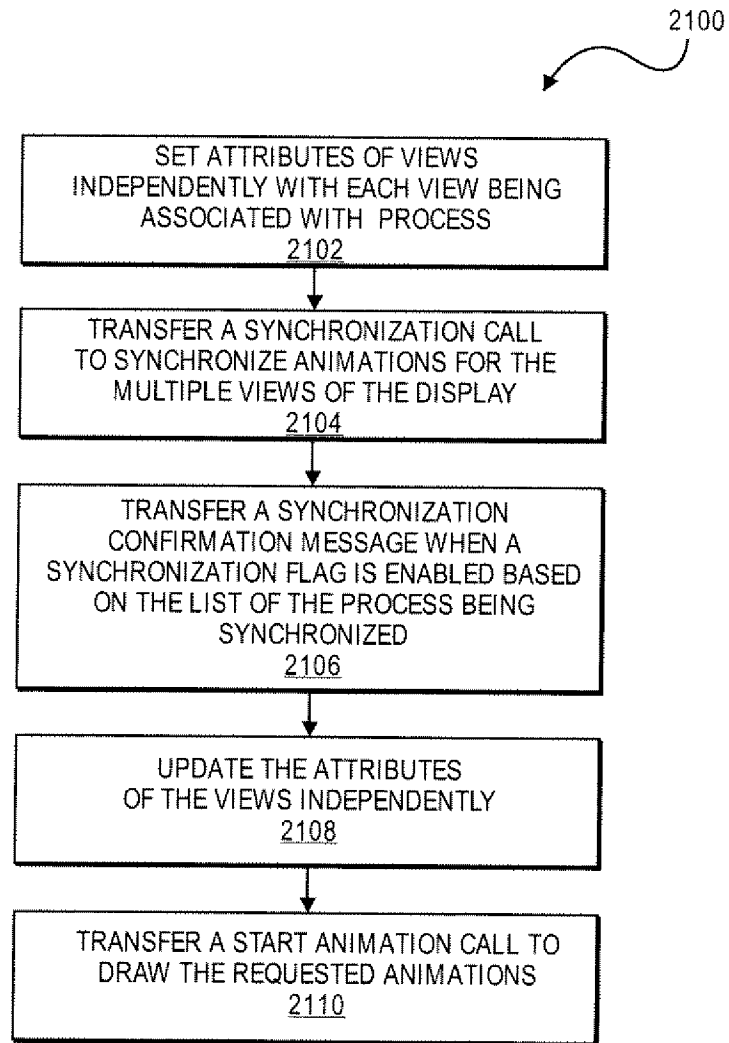 2100
SET ATTRIBUTES OF VIEWS
INDEPENDENTLY WITH EACH VIEW BEING
ASSOCIATED WITH PROCESS
2102
TRANSFER A SYNCHRONIZATION CALL
TO SYNCHRONIZE ANIMATIONS FOR THE
MULTIPLE VIEWS OF THE DISPLAY
2104
TRANSFER A SYNCHRONIZATION
CONFIRMATION MESSAGE WHEN A
SYNCHRONIZATION FLAG IS ENABLED BASED
ON THE LIST OF THE PROCESS BEING
SYNCHRONIZED
2106
UPDATE THE ATTRIBUTES
OF THE VIEWS INDEPENDENTLY
2108
TRANSFER A START ANIMATION CALL TO
DRAW THE REQUESTED ANIMATIONS
2110